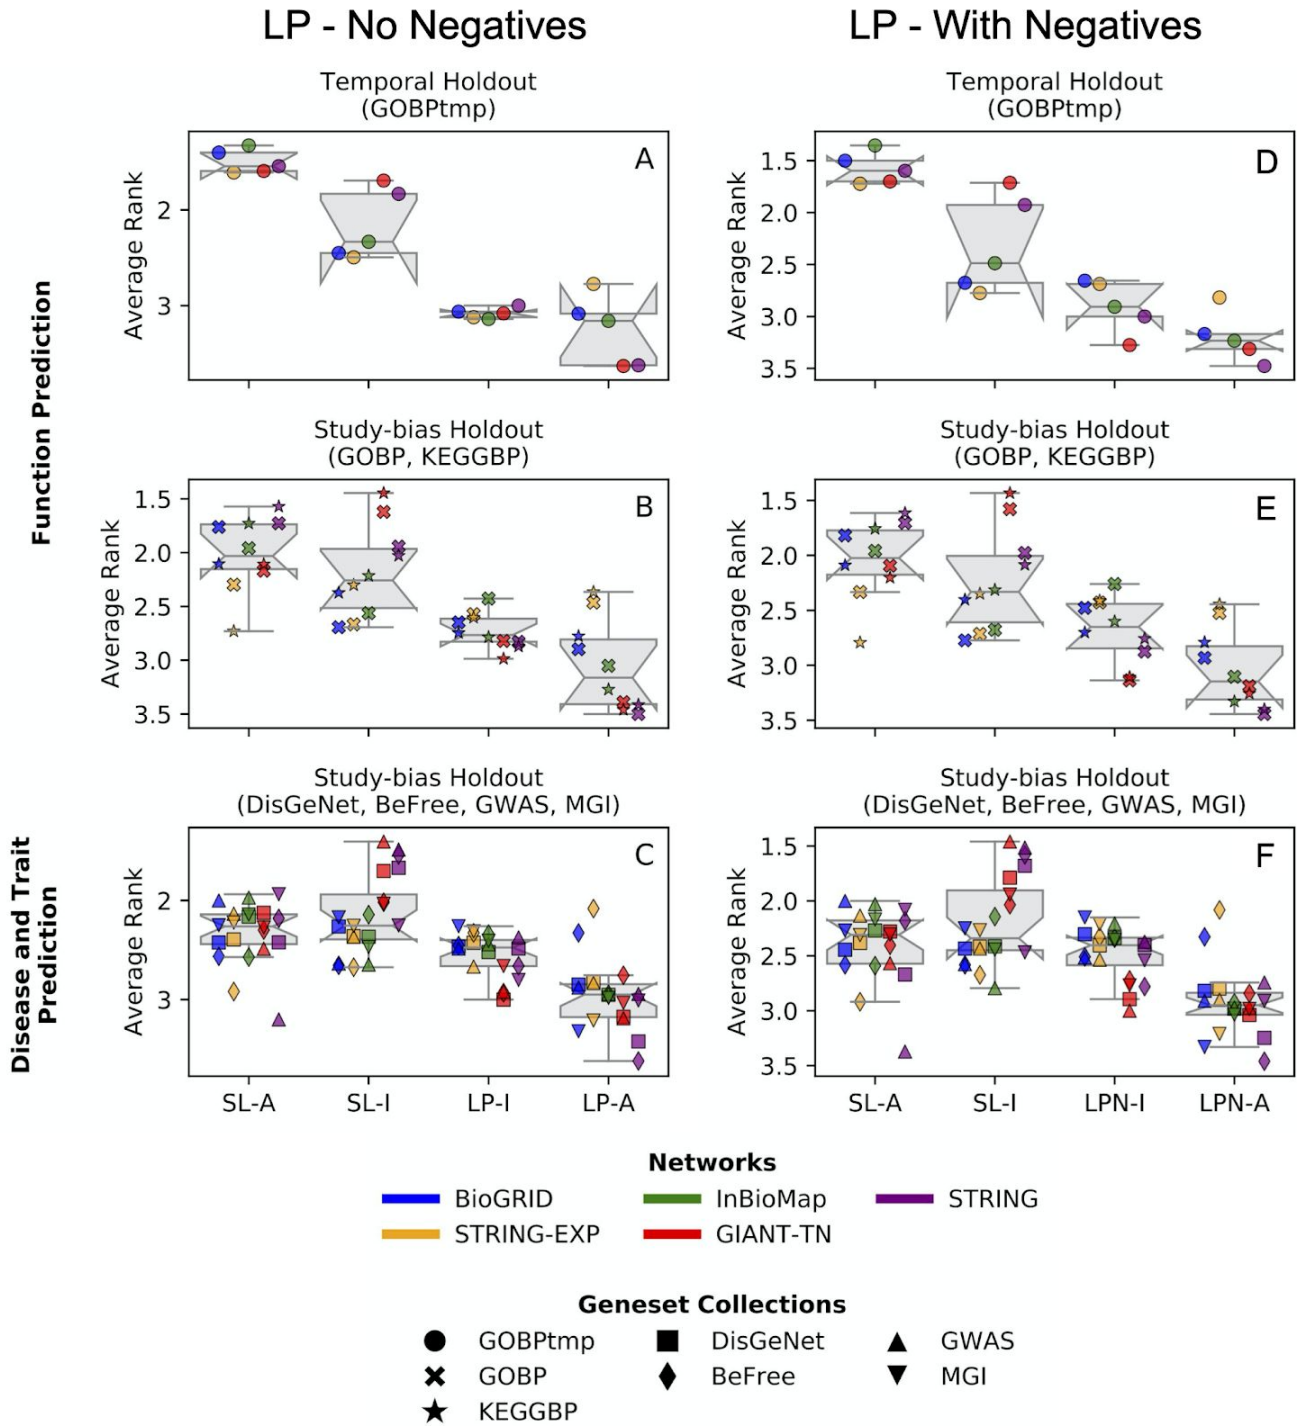 LP - No Negatives
LP - With Negatives
Function Prediction
Disease and Trait
Prediction
Temporal Holdout
(GOBPtmp)
A
Average Rank
2
3
Temporal Holdout
(GOBPtmp)
D
Average Rank
1.5
2.0
2.5
3.0
3.5
Study-bias Holdout
(GOBP, KEGGBP)
B
Average Rank
1.5
2.0
2.5
3.0
3.5
Study-bias Holdout
(GOBP, KEGGBP)
E
Average Rank
1.5
2.0
2.5
3.0
3.5
Study-bias Holdout
(DisGeNet, BeFree, GWAS, MGI)
C
Average Rank
2
3
SL-A SL-I LP-I LP-A
Study-bias Holdout
(DisGeNet, BeFree, GWAS, MGI)
F
Average Rank
1.5
2.0
2.5
3.0
3.5
SL-A SL-I LPN-I LPN-A
Networks
BioGRID InBioMap STRING
STRING-EXP GIANT-TN
Geneset Collections
GOBPtmp DisGeNet GWAS
GOBP BeFree MGI
KEGGBP